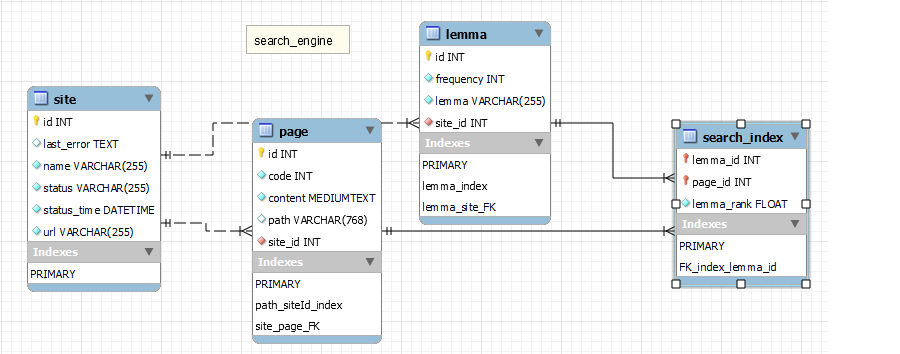 search_engine
site
id INT
last_error TEXT
name VARCHAR(255)
status VARCHAR(255)
status_time DATETIME
url VARCHAR(255)
Indexes
PRIMARY
page
id INT
code INT
content MEDIUMTEXT
path VARCHAR(768)
site_id INT
Indexes
PRIMARY
path_siteId_index
site_page_FK
lemma
id INT
frequency INT
lemma VARCHAR(255)
site_id INT
Indexes
PRIMARY
lemma_index
lemma_site_FK
search_index
lemma_id INT
page_id INT
lemma_rank FLOAT
Indexes
PRIMARY
FK_index_lemma_id